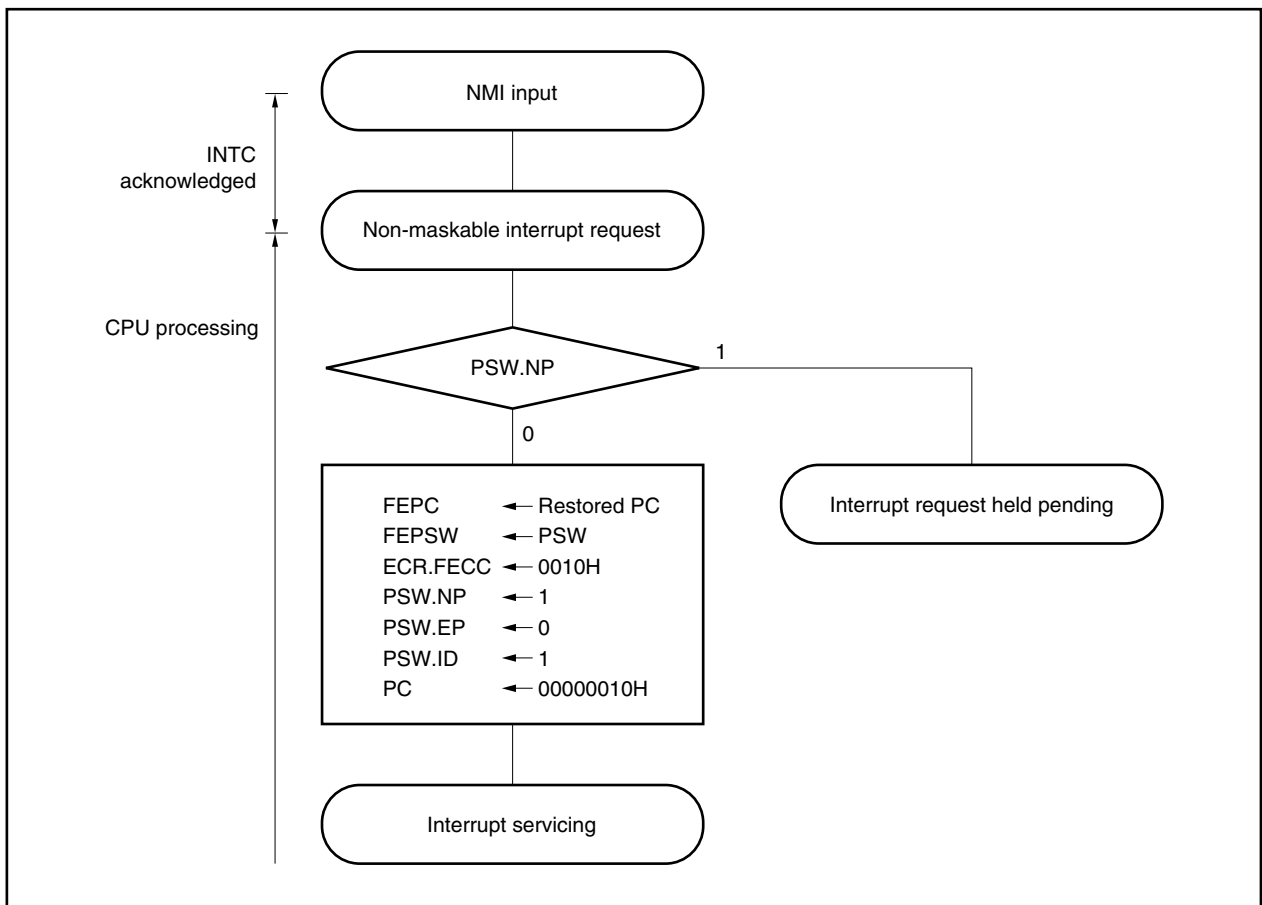 NMI input
INTC
acknowledged
Non-maskable interrupt request
CPU processing
PSW.NP
1
0
FEPC ← Restored PC
FEPSW ← PSW
ECR.FECC ← 0010H
PSW.NP ← 1
PSW.EP ← 0
PSW.ID ← 1
PC ← 00000010H
Interrupt request held pending
Interrupt servicing